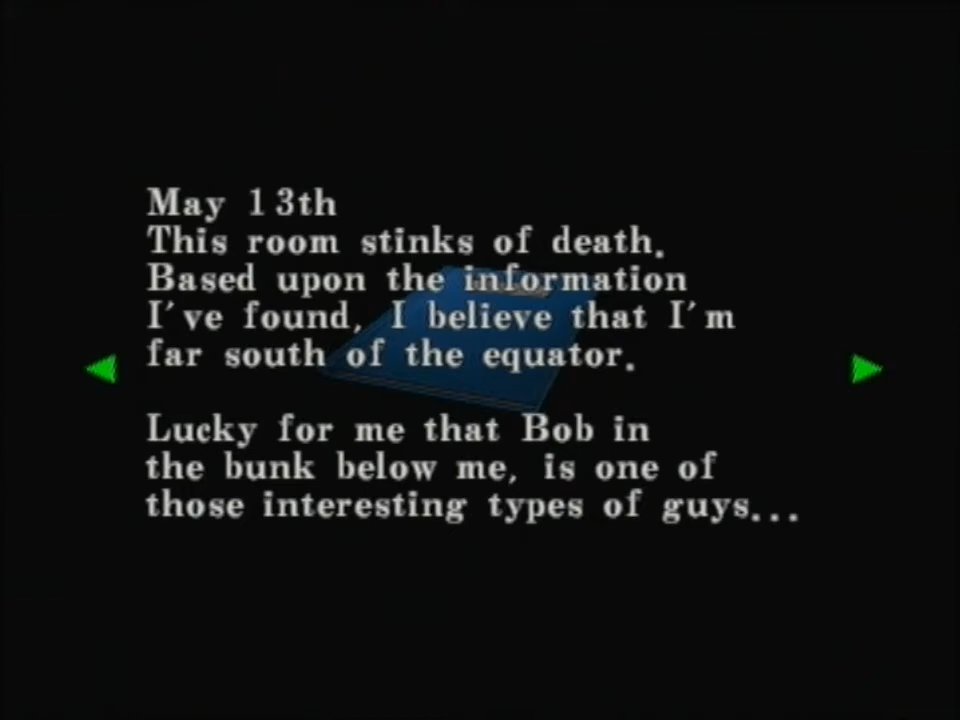 May 13th
This room stinks of death.
Based upon the information
I've found, I believe that I'm
far south of the equator.
Lucky for me that Bob in
the bunk below me, is one of
those interesting types of guys...